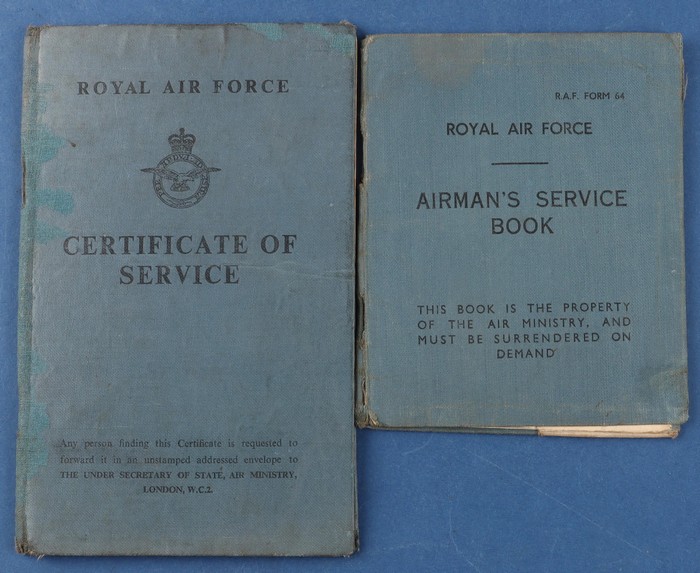 ROYAL AIR FORCE
CERTIFICATE OF
SERVICE
Any person finding this Certificate is requested to
forward it in an unstamped addressed envelope to
THE UNDER SECRETARY OF STATE, AIR MINISTRY,
LONDON, W.C.2.
R.A.F. FORM 64
ROYAL AIR FORCE
AIRMAN'S SERVICE
BOOK
THIS BOOK IS THE PROPERTY
OF THE AIR MINISTRY, AND
MUST BE SURRENDERED ON
DEMAND